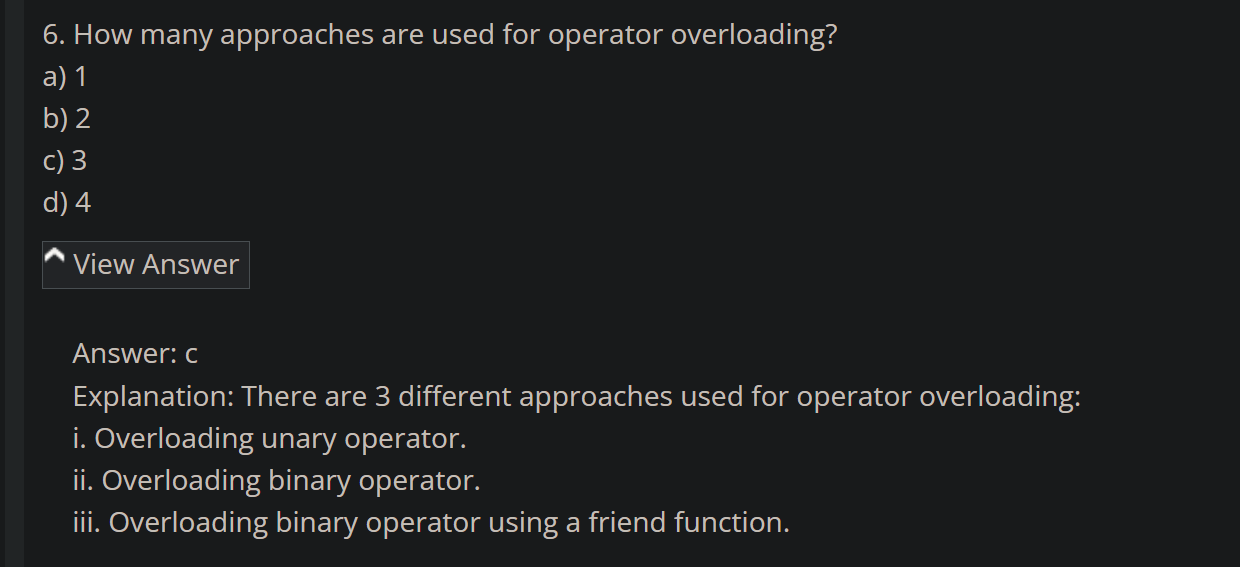 6. How many approaches are used for operator overloading?
a) 1
b) 2
c) 3
d) 4
View Answer
Answer: c
Explanation: There are 3 different approaches used for operator overloading:
i. Overloading unary operator.
ii. Overloading binary operator.
iii. Overloading binary operator using a friend function.